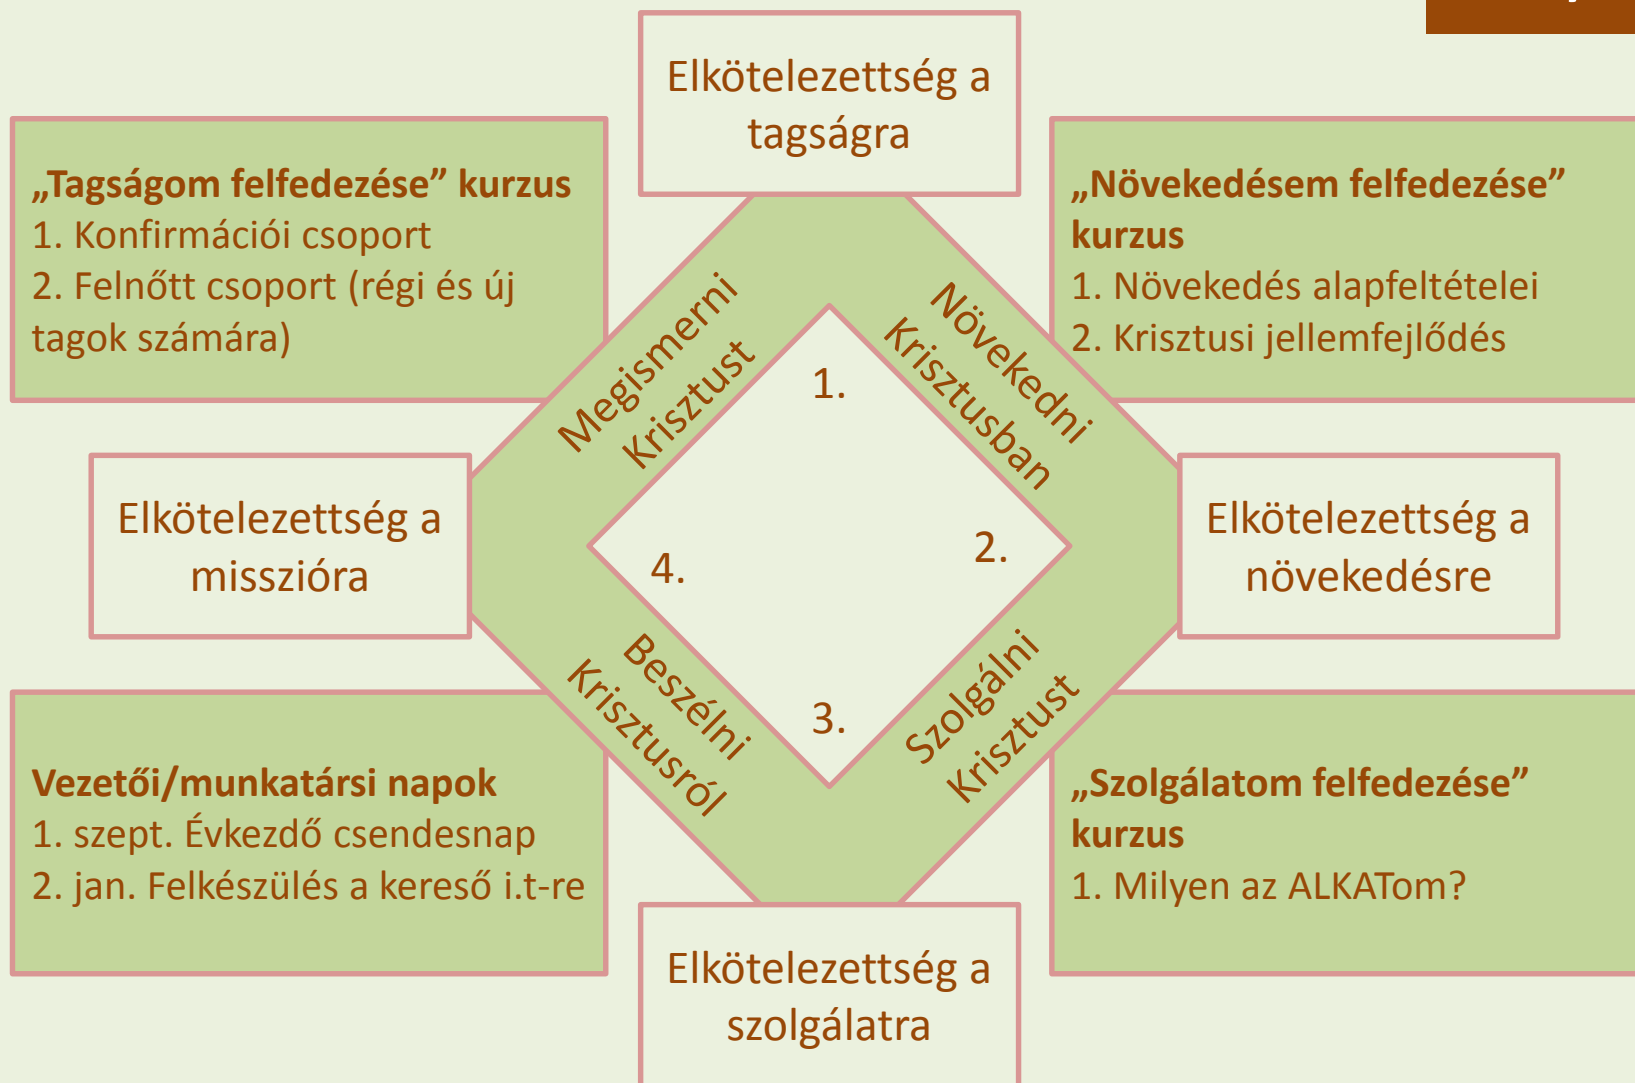 Elkötelezettség a
tagságra
„Tagságom felfedezése” kurzus
1. Konfirmációi csoport
2. Felnőtt csoport (régi és új
tagok számára)
„Növekedésem felfedezése”
kurzus
1. Növekedés alapfeltételei
2. Krisztusi jellemfejlődés
Megismerni
Krisztust
Növekedni
Krisztusban
1.
Elkötelezettség a
misszióra
4.
2.
Elkötelezettség a
növekedésre
Beszélni
Krisztusról
3.
Szolgálni
Krisztust
Vezetői/munkatársi napok
1. szept. Évkezdő csendesnap
2. jan. Felkészülés a kereső i.t-re
„Szolgálatom felfedezése”
kurzus
1. Milyen az ALKATom?
Elkötelezettség a
szolgálatra